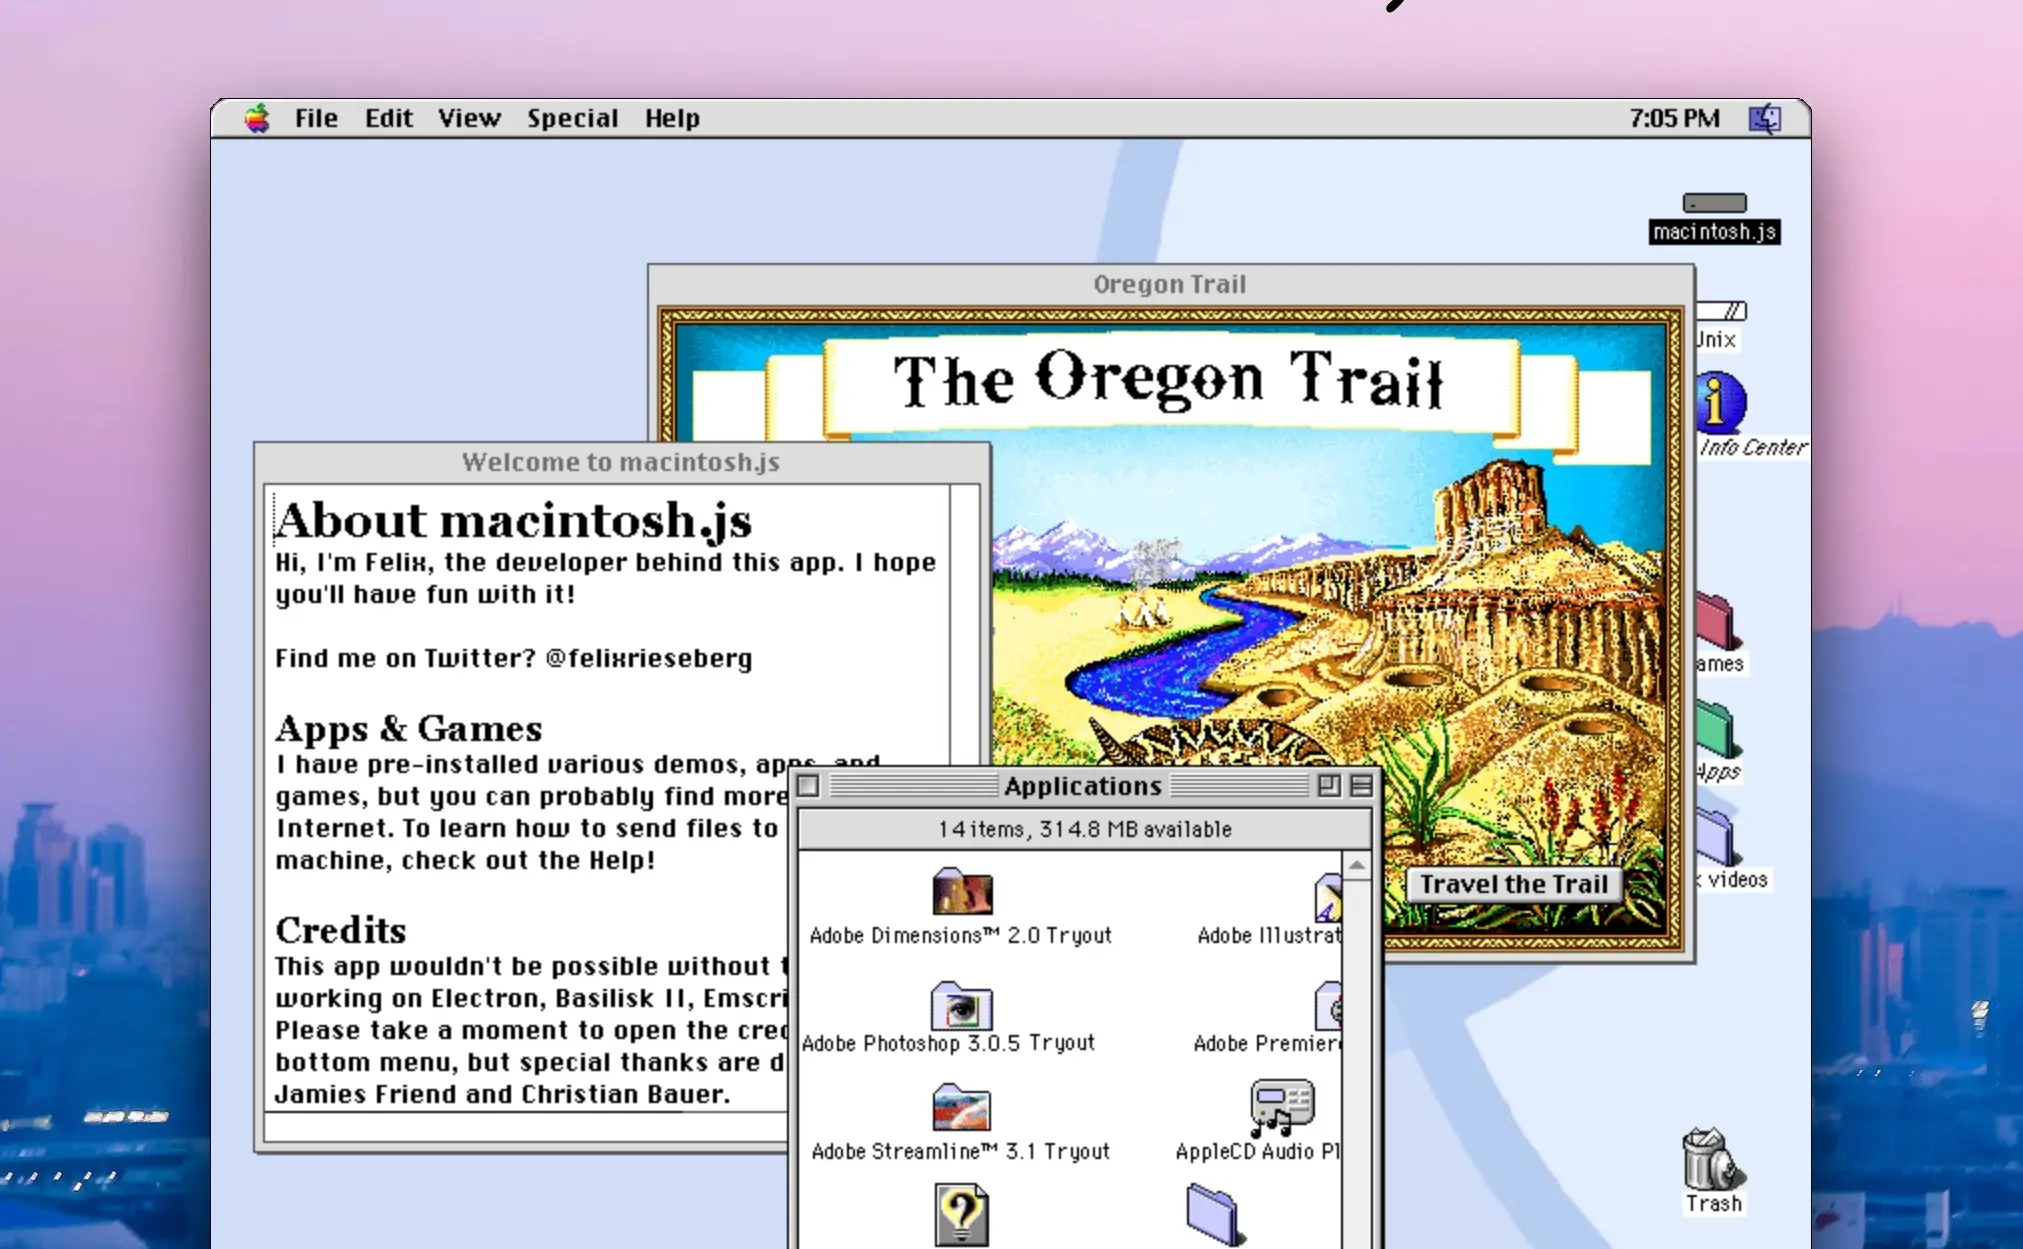 File Edit View Special Help 7:05 PM
macintosh.js
Oregon Trail
The Oregon Trail
Info Center
Welcome to macintosh.js
About macintosh.js
Hi, I'm Felix, the developer behind this app. I hope
you'll have fun with it!
Find me on Twitter? @felixrieseberg
Apps & Games
I have pre-installed various demos, apps, and
games, but you can probably find more
Internet. To learn how to send files to
machine, check out the Help!
Credits
This app wouldn't be possible without
working on Electron, Basilisk II, Emscri
Please take a moment to open the cred
bottom menu, but special thanks are d
Jamies Friend and Christian Bauer.
Applications
14 items, 314.8 MB available
Adobe Dimensions™ 2.0 Tryout
Adobe Illustrat
Adobe Photoshop 3.0.5 Tryout
Adobe Premier
Adobe Streamline™ 3.1 Tryout
AppleCD Audio Pl
Travel the Trail
ames
Apps
videos
Trash